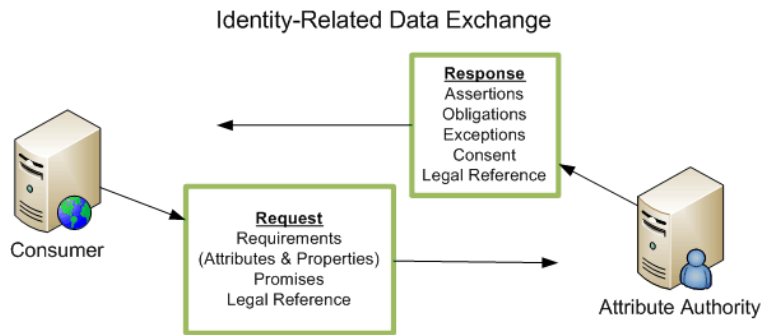 Identity-Related Data Exchange
Response
Assertions
Obligations
Exceptions
Consent
Legal Reference
Consumer
Request
Requirements
(Attributes & Properties)
Promises
Legal Reference
Attribute Authority